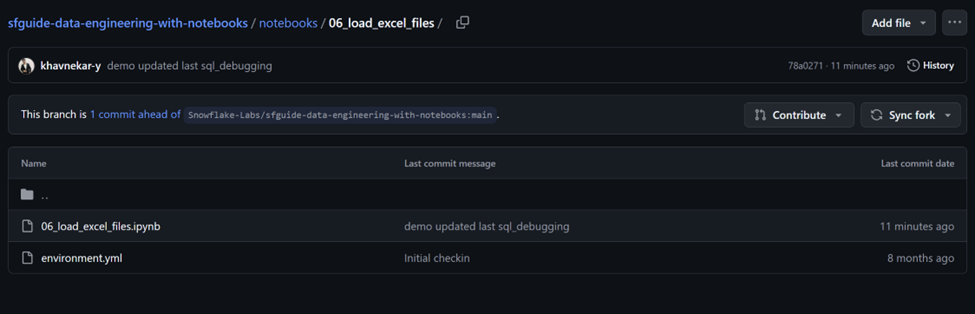 sfguide-data-engineering-with-notebooks / notebooks / 06_load_excel_files / Add file ...
khavnekar-y demo updated last sql_debugging 78a0271 · 11 minutes ago History
This branch is 1 commit ahead of Snowflake-Labs/sfguide-data-engineering-with-notebooks:main . Contribute Sync fork
Name Last commit message Last commit date
..
06_load_excel_files.ipynb demo updated last sql_debugging 11 minutes ago
environment.yml Initial checkin 8 months ago